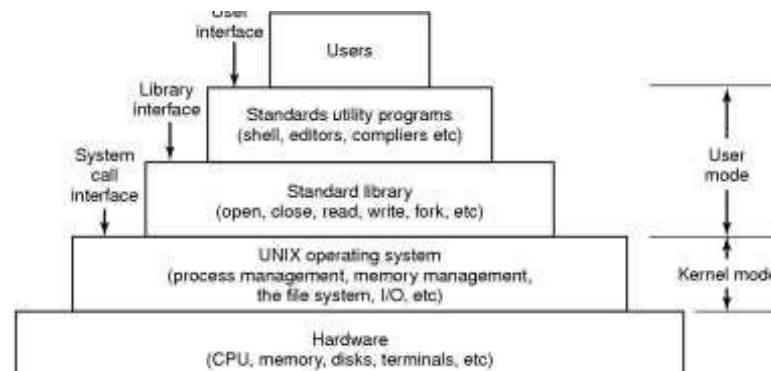 User
interface
Users
Library
interface
Standards utility programs
(shell, editors, compliers etc)
System
call
interface
User
mode
Standard library
(open, close, read, write, fork, etc)
UNIX operating system
(process management, memory management,
the file system, I/O, etc)
Kernel mode
Hardware
(CPU, memory, disks, terminals, etc)